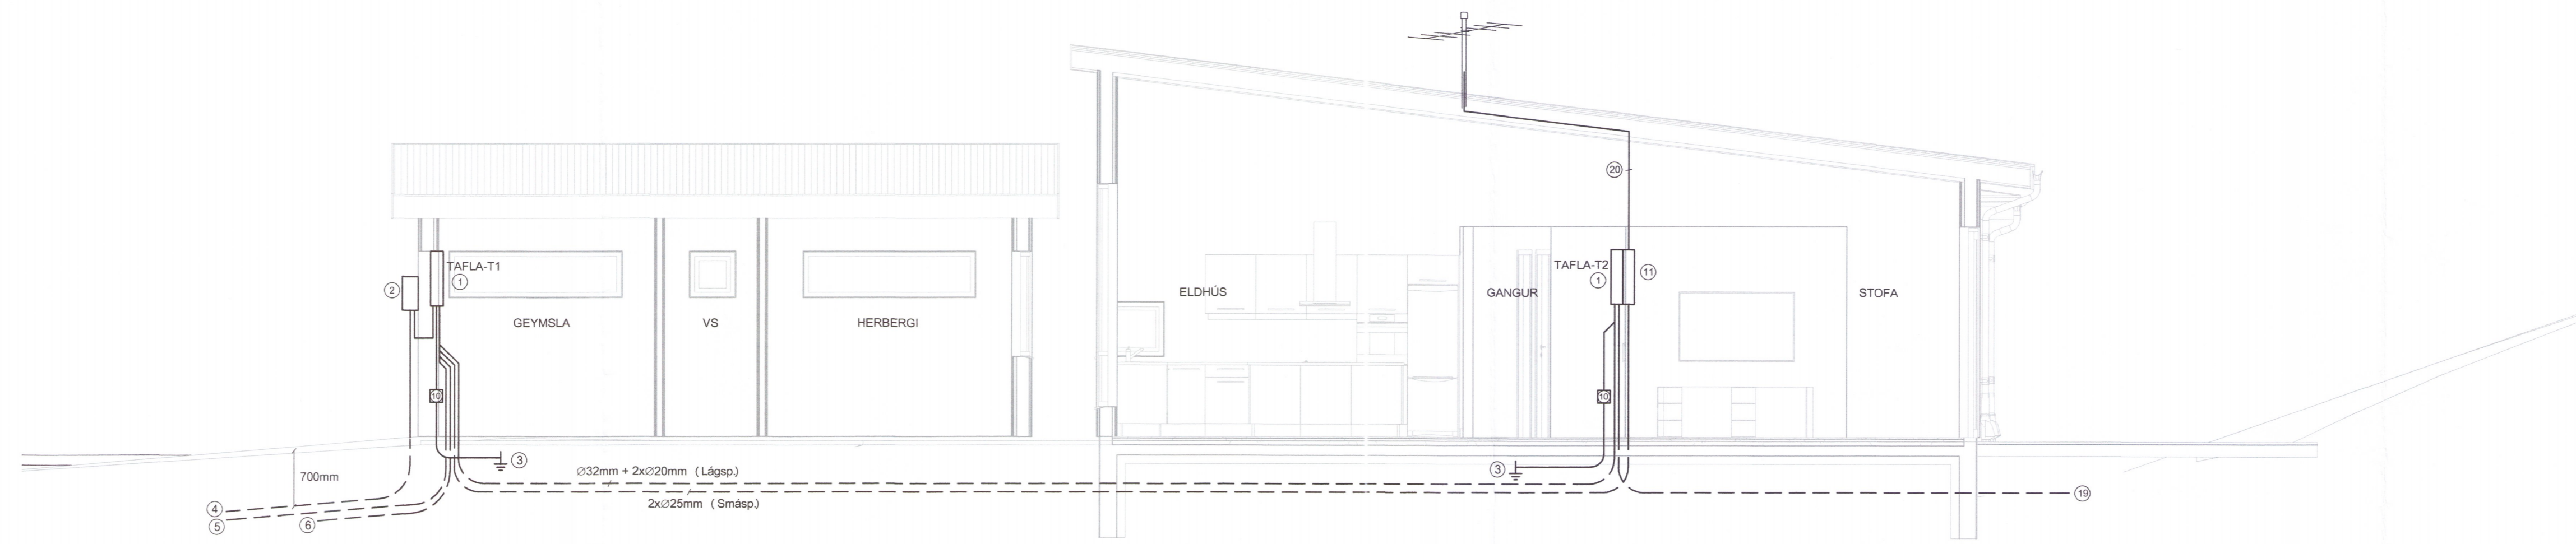 20
TAFLA-T1
1
2
TAFLA-T2
1
11
ELDHÚS
GANGUR
STOFA
GEYMSLA
VS
HERBERGI
10
10
3
3
700mm
Ø32mm + 2xØ20mm ( Lágsp.)
2xØ25mm ( Smásp.)
19
4
5
6